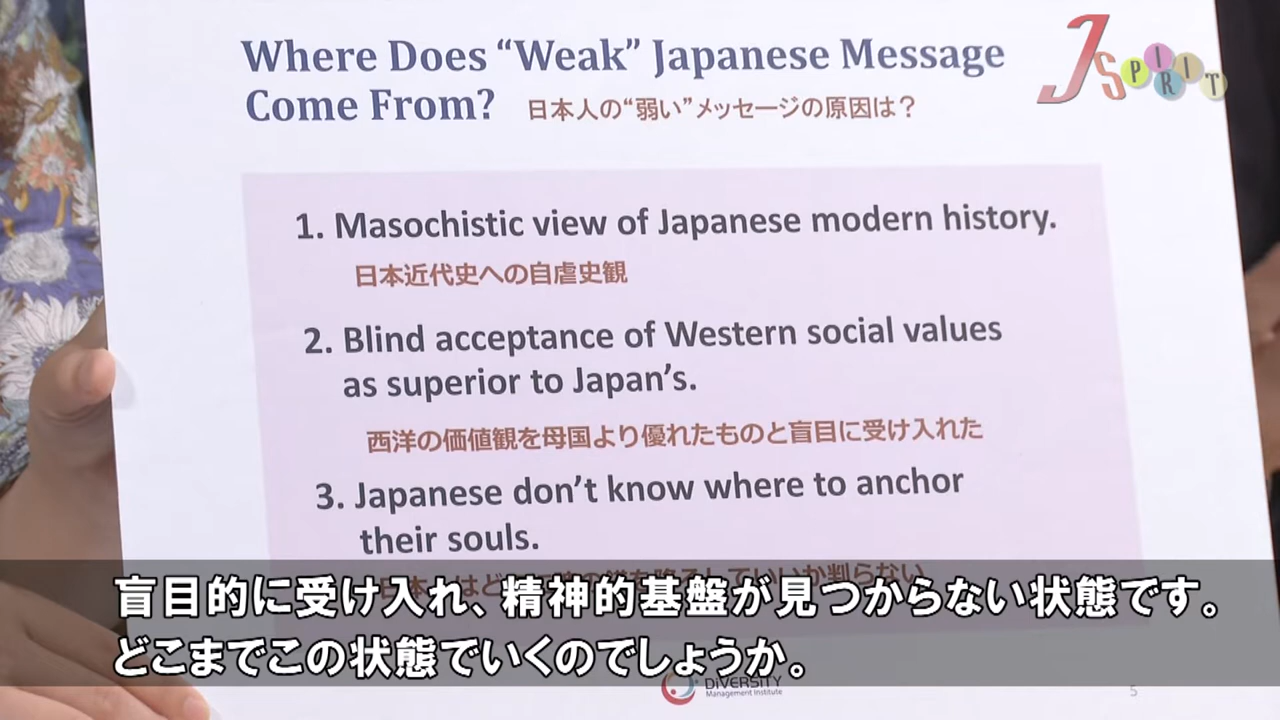 Where Does “Weak” Japanese Message
Come From? 日本人の“弱い”メッセージの原因は？
J SPIRIT
1. Masochistic view of Japanese modern history.
日本近代史への自虐史観
2. Blind acceptance of Western social values
as superior to Japan’s.
西洋の価値観を母国より優れたものと盲目に受け入れた
3. Japanese don’t know where to anchor
their souls.
盲目的に受け入れ、精神的基盤が見つからない状態です。
どこまでこの状態でいくのでしょうか。
DiVERSITY
Management Institute
5